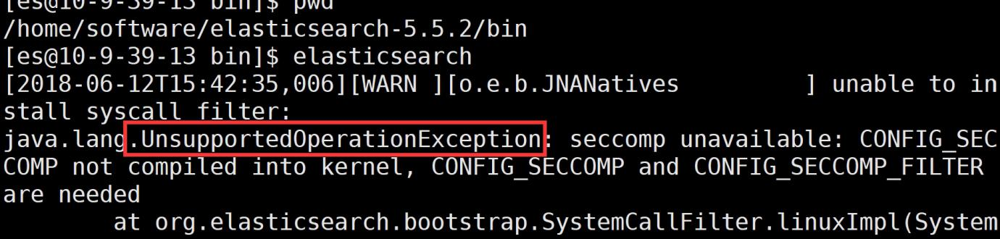 [es@10-9-39-13 bin]$ pwd
/home/software/elasticsearch-5.5.2/bin
[es@10-9-39-13 bin]$ elasticsearch
[2018-06-12T15:42:35,006][WARN ][o.e.b.JNANatives          ] unable to in
stall syscall filter:
java.lang.UnsupportedOperationException: seccomp unavailable: CONFIG_SEC
COMP not compiled into kernel, CONFIG_SECCOMP and CONFIG_SECCOMP_FILTER
are needed
        at org.elasticsearch.bootstrap.SystemCallFilter.linuxImpl(System